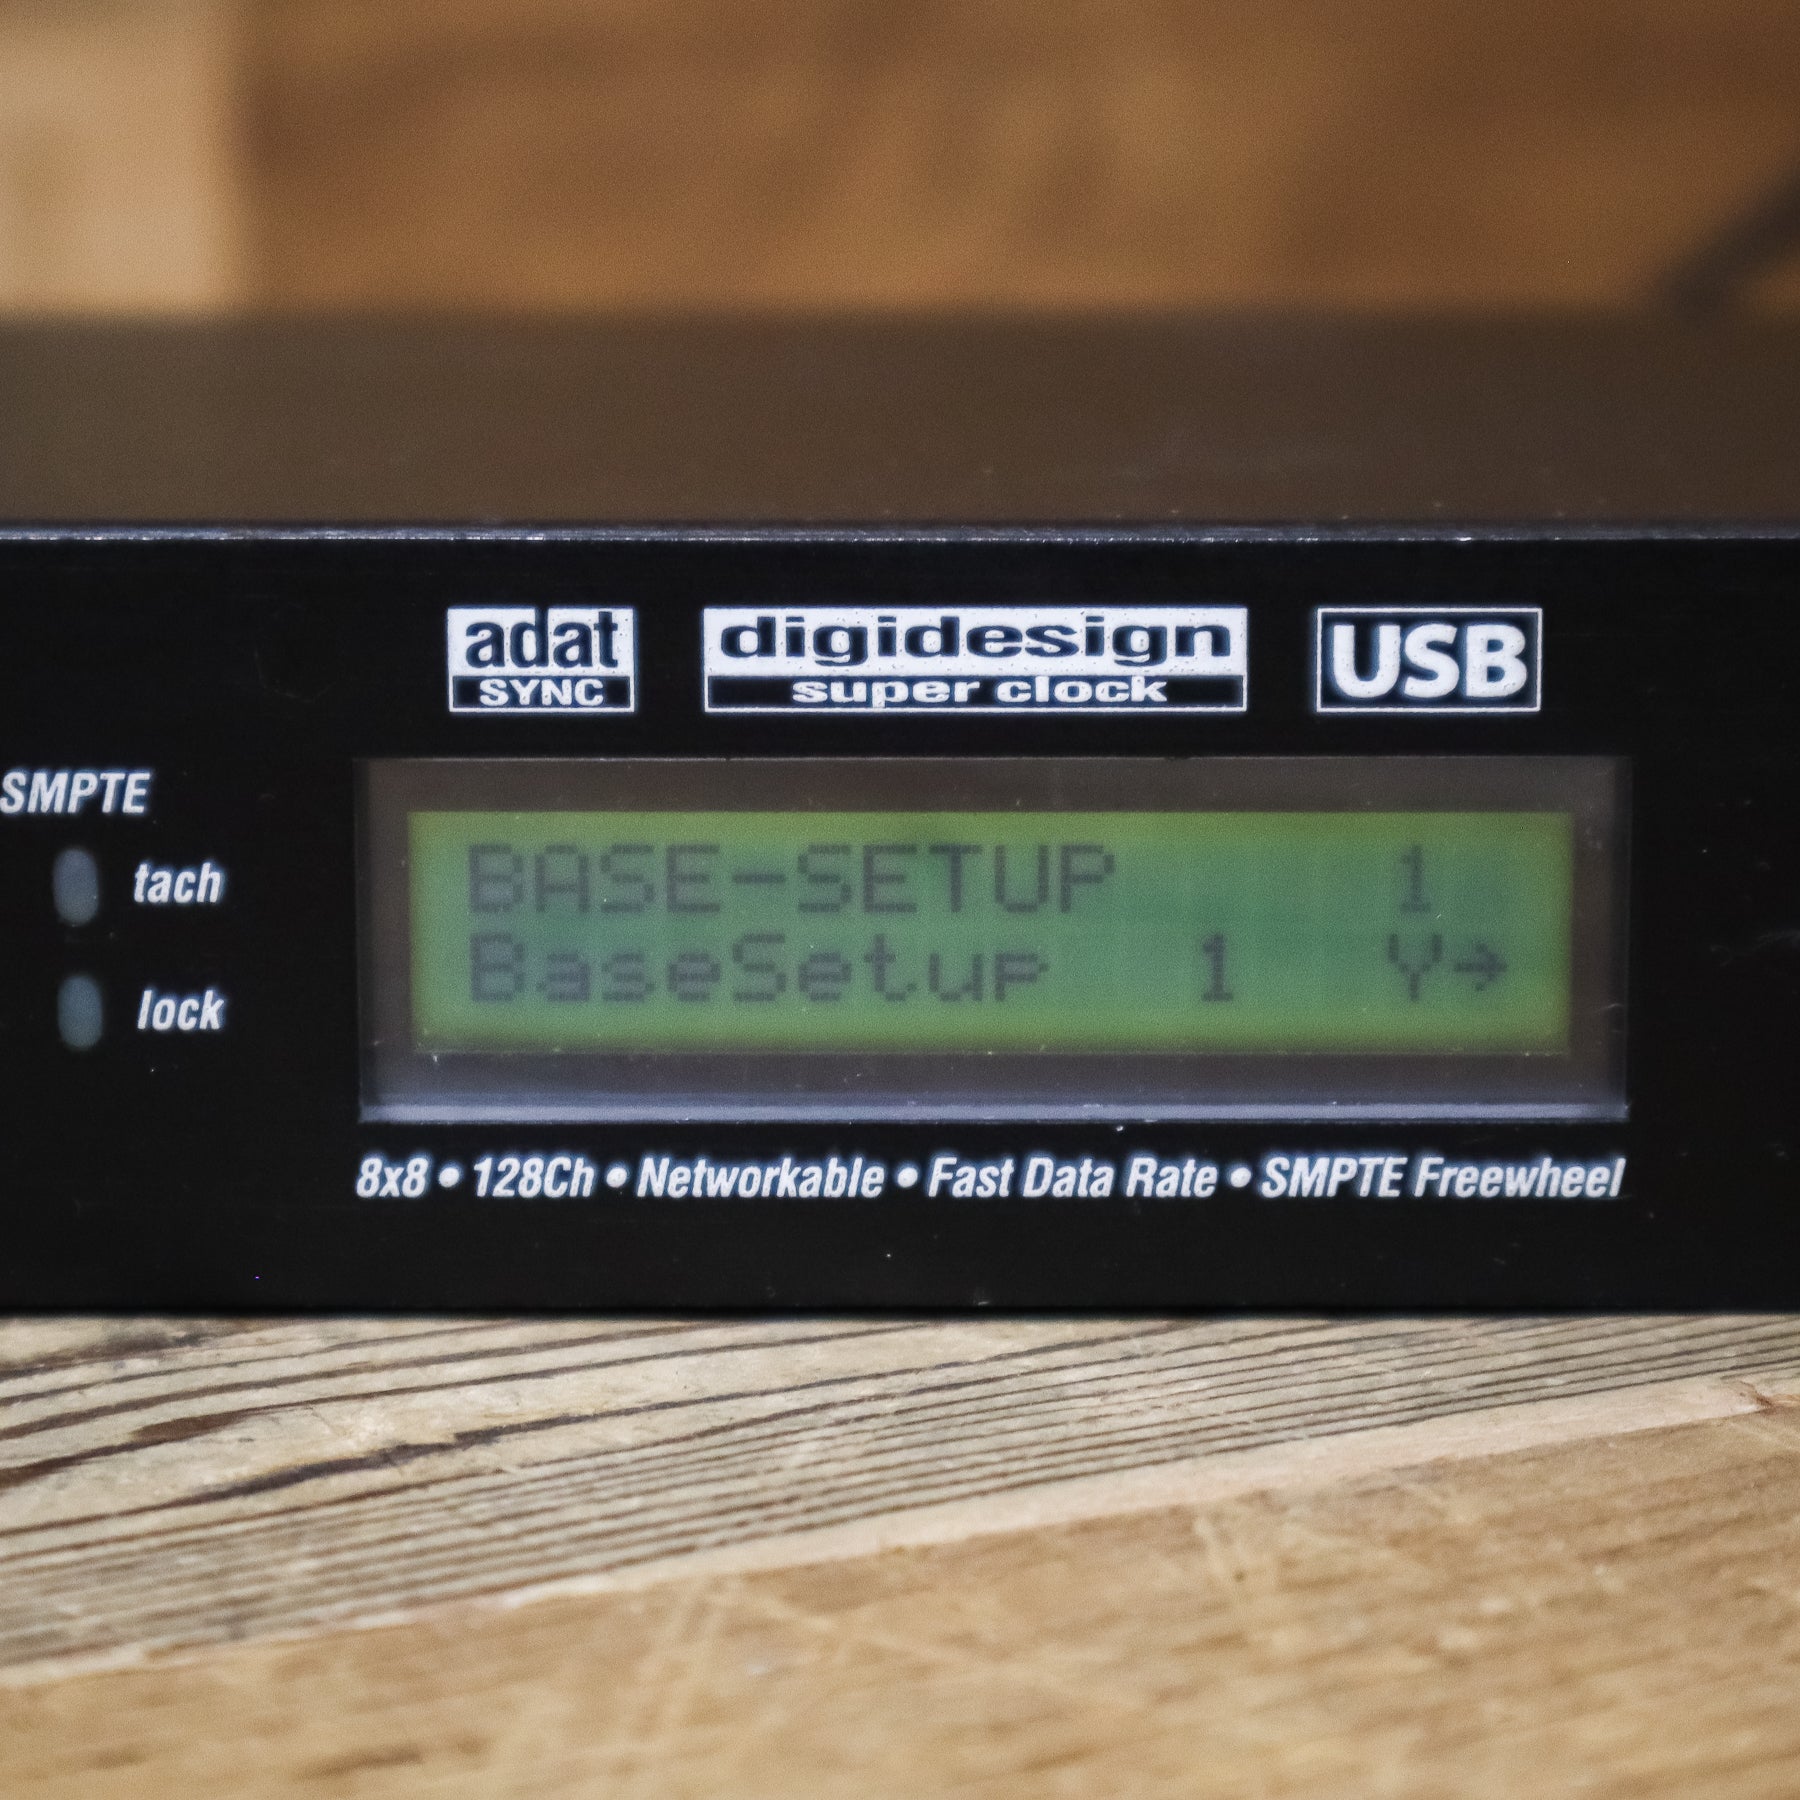 adat
SYNC
digidesign
super clock
USB
SMPTE
tach
lock
BASE-SETUP 1
BaseSetup 1 Y→
8x8 • 128Ch • Networkable • Fast Data Rate • SMPTE Freewheel